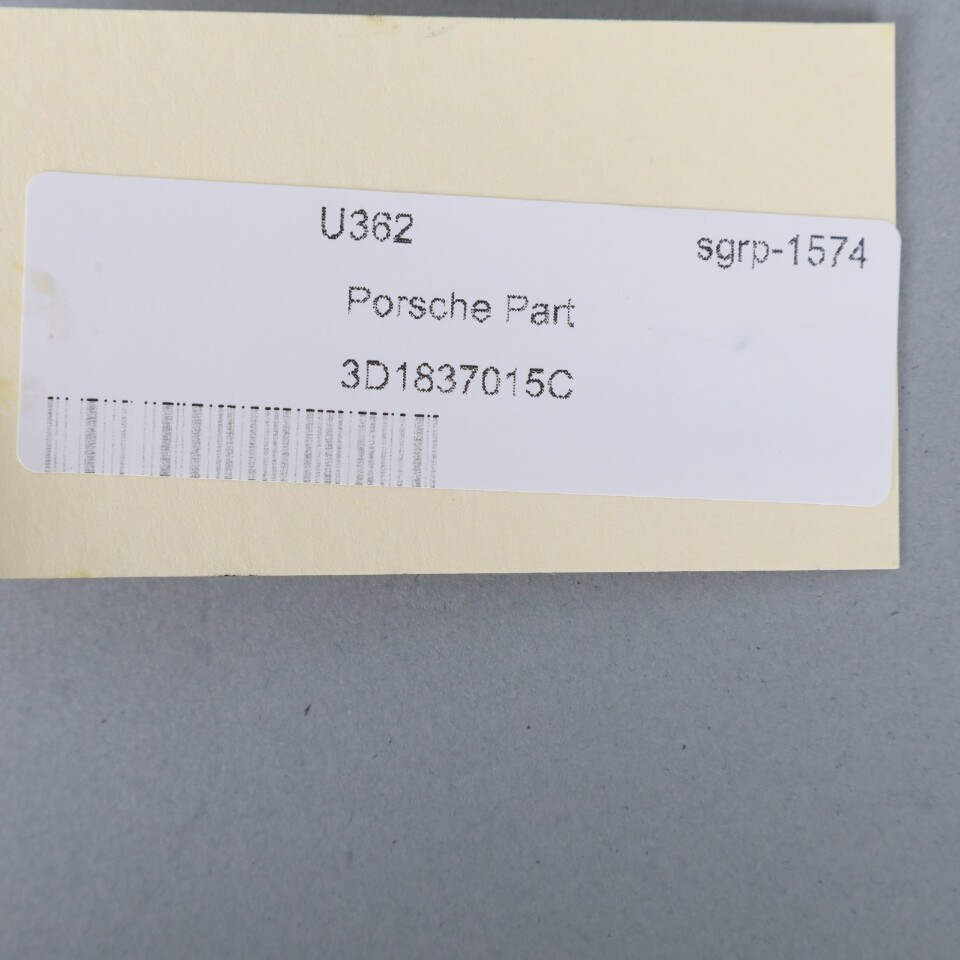 U362
sgrp-1574
Porsche Part
3D1837015C